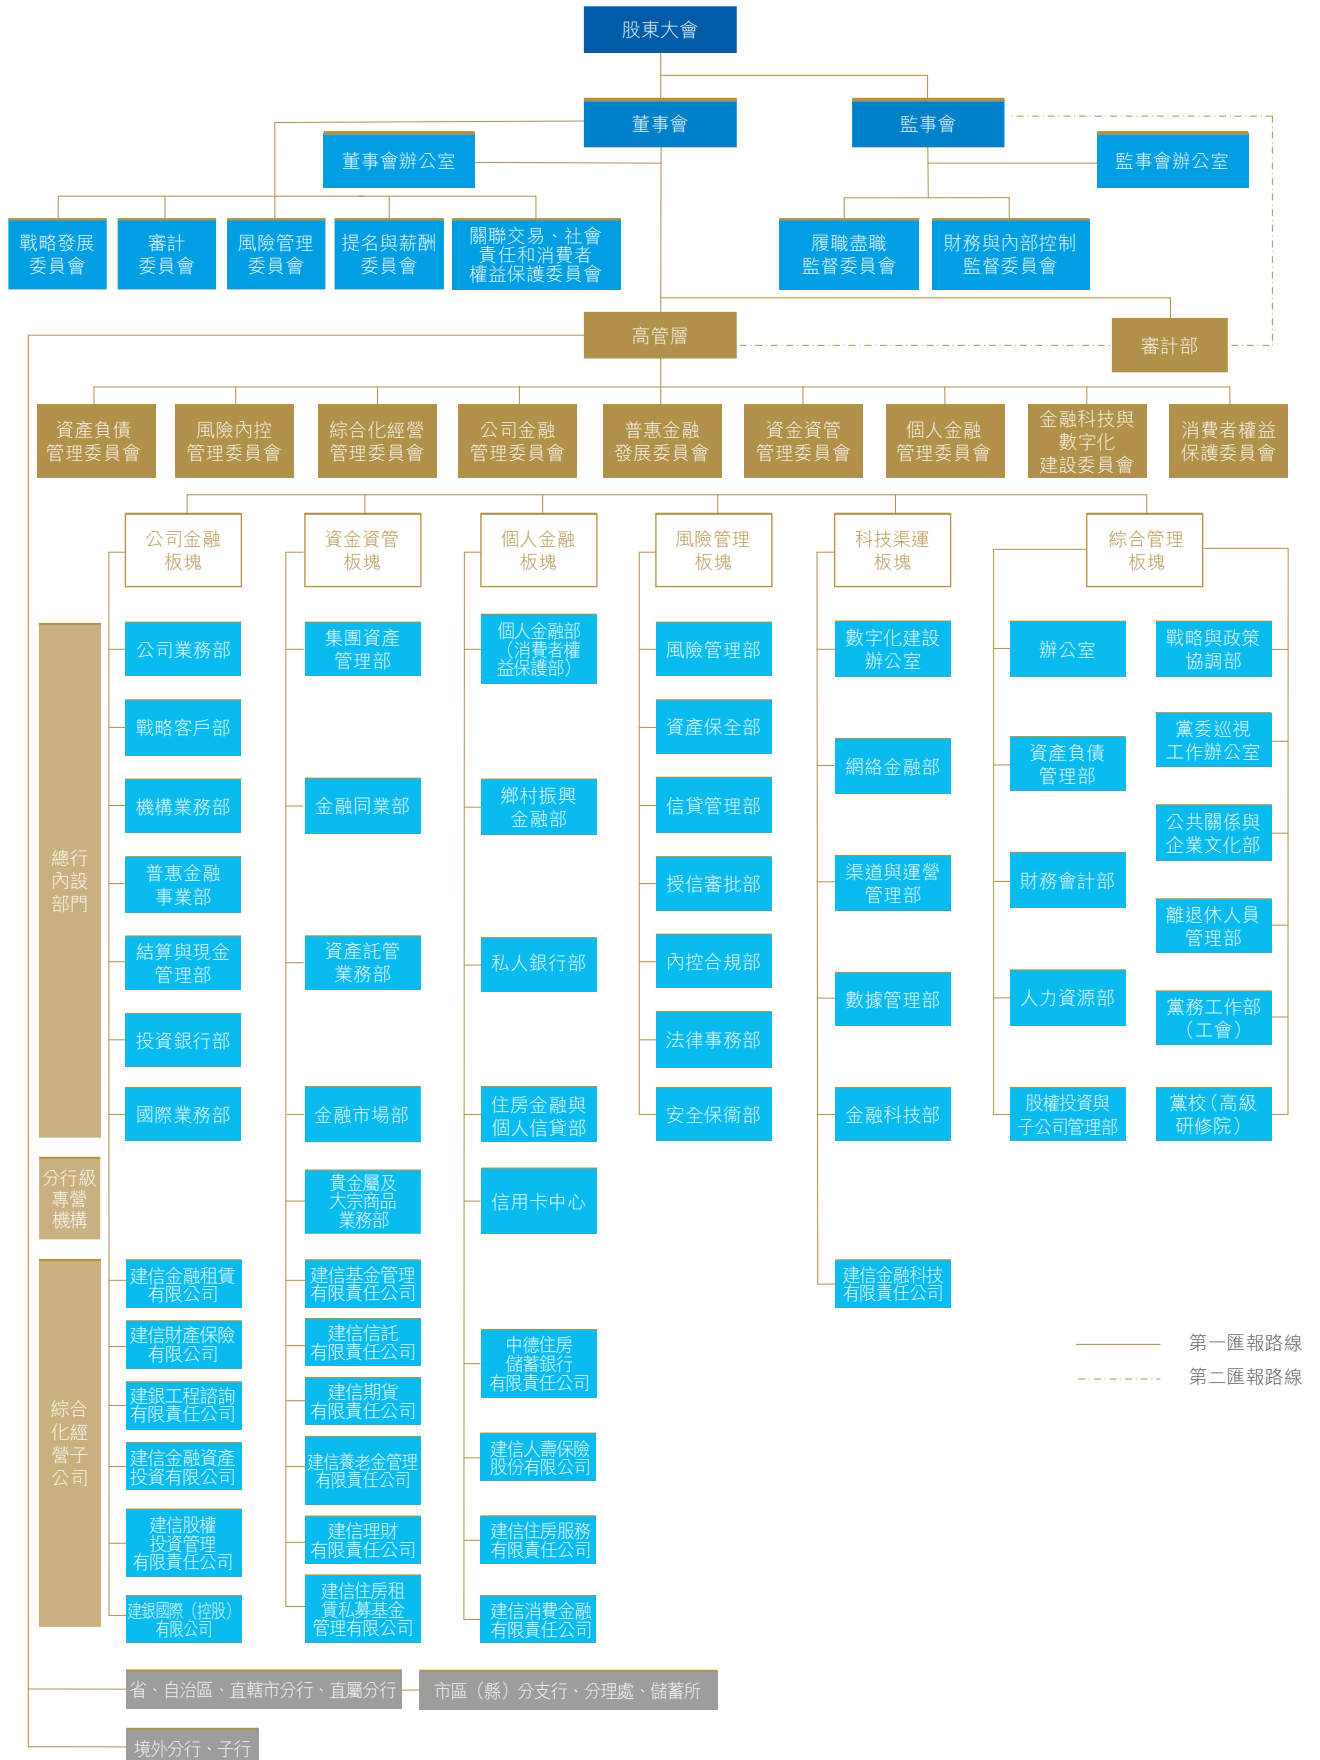 股東大會
董事會
監事會
董事會辦公室
監事會辦公室
戰略發展
委員會
審計
委員會
風險管理
委員會
提名與薪酬
委員會
關聯交易、社會
責任和消費者
權益保護委員會
履職盡職
監督委員會
財務與內部控制
監督委員會
高管層
審計部
資產負債
管理委員會
風險內控
管理委員會
綜合化經營
管理委員會
公司金融
管理委員會
普惠金融
發展委員會
資金資管
管理委員會
個人金融
管理委員會
金融科技與
數字化
建設委員會
消費者權益
保護委員會
公司金融
板塊
資金資管
板塊
個人金融
板塊
風險管理
板塊
科技渠運
板塊
綜合管理
板塊
總行
內設
部門
公司業務部
戰略客戶部
機構業務部
普惠金融
事業部
結算與現金
管理部
投資銀行部
國際業務部
集團資產
管理部
金融同業部
資產託管
業務部
金融市場部
貴金屬及
大宗商品
業務部
個人金融部
（消費者權
益保護部）
鄉村振興
金融部
私人銀行部
住房金融與
個人信貸部
信用卡中心
風險管理部
資產保全部
信貸管理部
授信審批部
內控合規部
法律事務部
安全保衞部
數字化建設
辦公室
網絡金融部
渠道與運營
管理部
數據管理部
金融科技部
辦公室
資產負債
管理部
財務會計部
人力資源部
股權投資與
子公司管理部
戰略與政策
協調部
黨委巡視
工作辦公室
公共關係與
企業文化部
離退休人員
管理部
黨務工作部
（工會）
黨校（高級
研修院）
分行級
專營
機構
綜合
化經
營子
公司
建信金融租賃
有限公司
建信財產保險
有限公司
建銀工程諮詢
有限責任公司
建信金融資產
投資有限公司
建信股權
投資管理
有限責任公司
建銀國際（控股）
有限公司
建信基金管理
有限責任公司
建信信託
有限責任公司
建信期貨
有限責任公司
建信養老金管理
有限責任公司
建信理財
有限責任公司
建信住房租
賃私募基金
管理有限公司
中德住房
儲蓄銀行
有限責任公司
建信人壽保險
股份有限公司
建信住房服務
有限責任公司
建信消費金融
有限責任公司
建信金融科技
有限責任公司
第一匯報路線
第二匯報路線
省、自治區、直轄市分行、直屬分行
市區（縣）分支行、分理處、儲蓄所
境外分行、子行